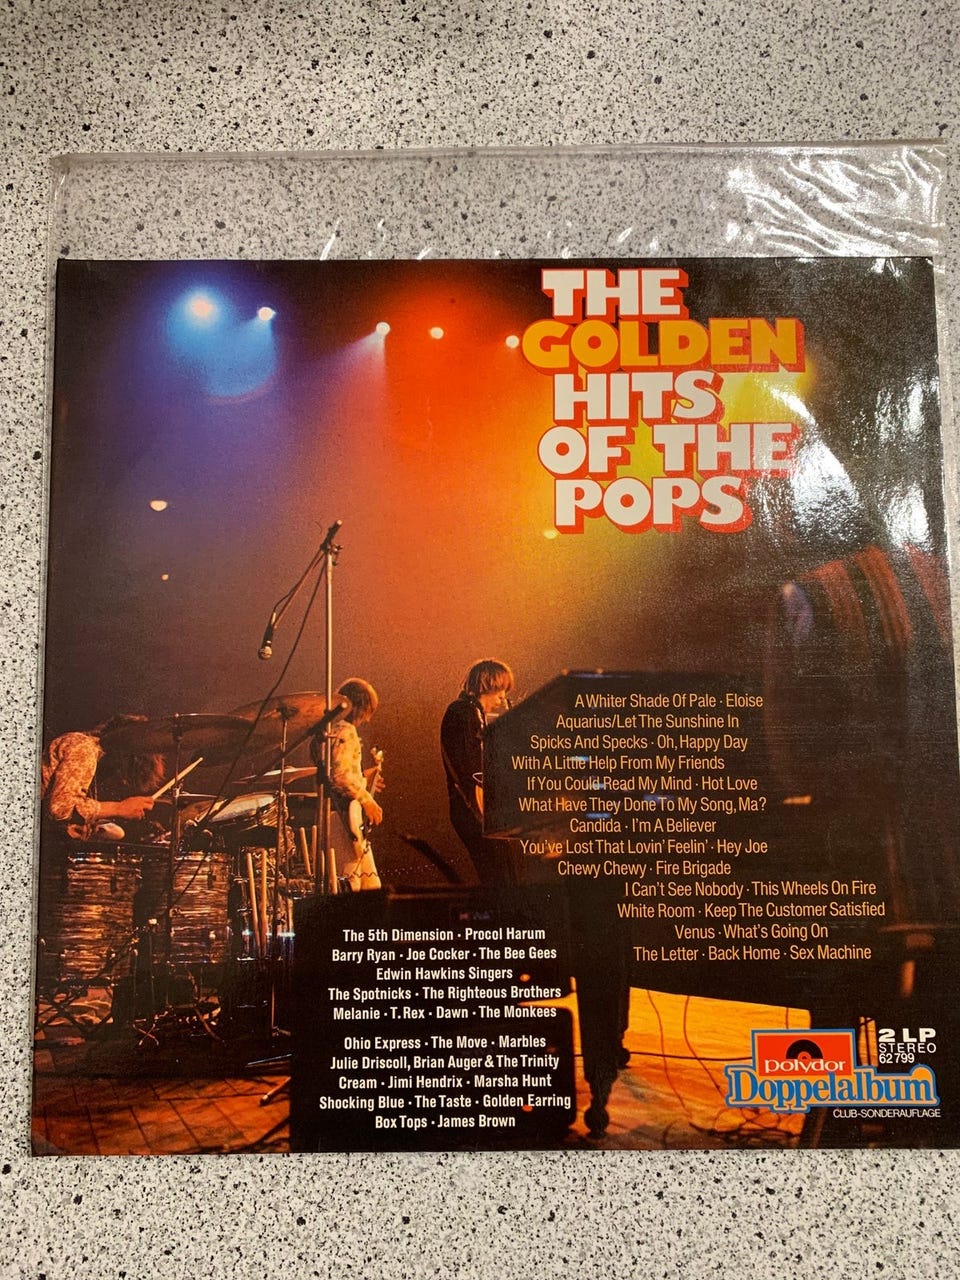 THE
GOLDEN
HITS
OF THE
POPS
A Whiter Shade Of Pale · Eloise
Aquarius/Let The Sunshine In
Spicks And Specks · Oh, Happy Day
With A Little Help From My Friends
If You Could Read My Mind · Hot Love
What Have They Done To My Song, Ma?
Candida · I'm A Believer
You've Lost That Lovin' Feelin' · Hey Joe
Chewy Chewy · Fire Brigade
I Can't See Nobody · This Wheels On Fire
White Room · Keep The Customer Satisfied
Venus · What's Going On
The Letter · Back Home · Sex Machine
The 5th Dimension · Procol Harum
Barry Ryan · Joe Cocker · The Bee Gees
Edwin Hawkins Singers
The Spotnicks · The Righteous Brothers
Melanie · T. Rex · Dawn · The Monkees
Ohio Express · The Move · Marbles
Julie Driscoll, Brian Auger & The Trinity
Cream · Jimi Hendrix · Marsha Hunt
Shocking Blue · The Taste · Golden Earring
Box Tops · James Brown
polydor
Doppelalbum
2 LP
STEREO
62 799
CLUB-SONDERAUFLAGE